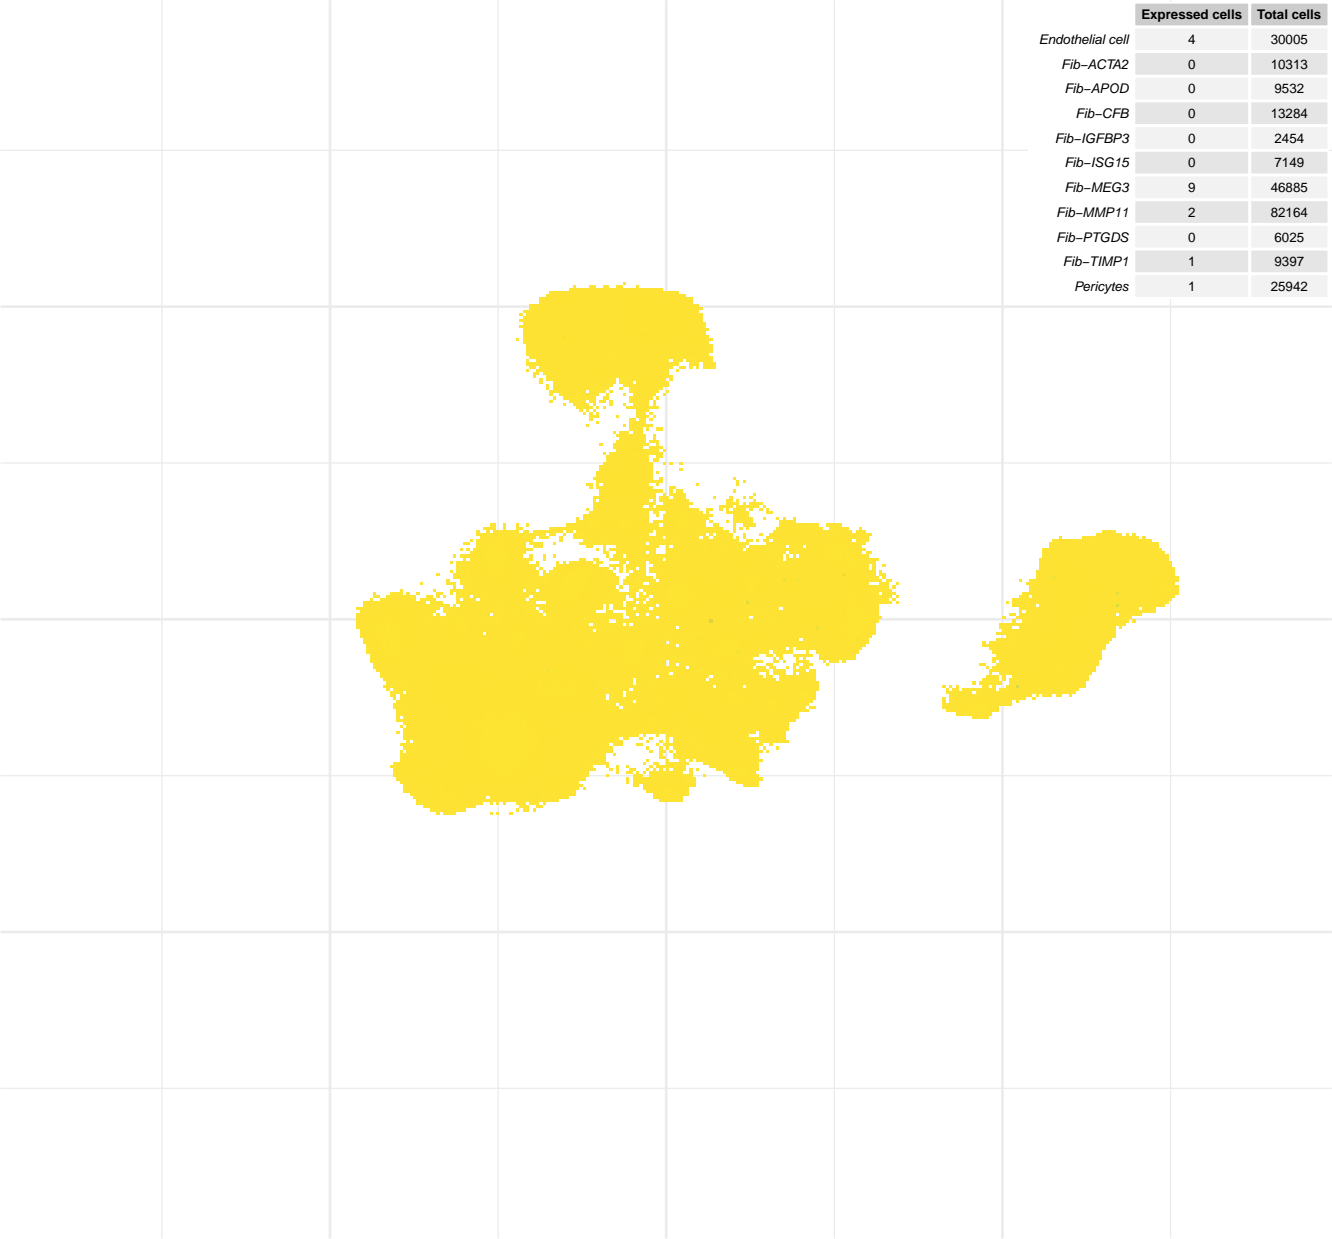 Expressed cells Total cells
Endothelial cell 4 30005
Fib−ACTA2 0 10313
Fib−APOD 0 9532
Fib−CFB 0 13284
Fib−IGFBP3 0 2454
Fib−ISG15 0 7149
Fib−MEG3 9 46885
Fib−MMP11 2 82164
Fib−PTGDS 0 6025
Fib−TIMP1 1 9397
Pericytes 1 25942